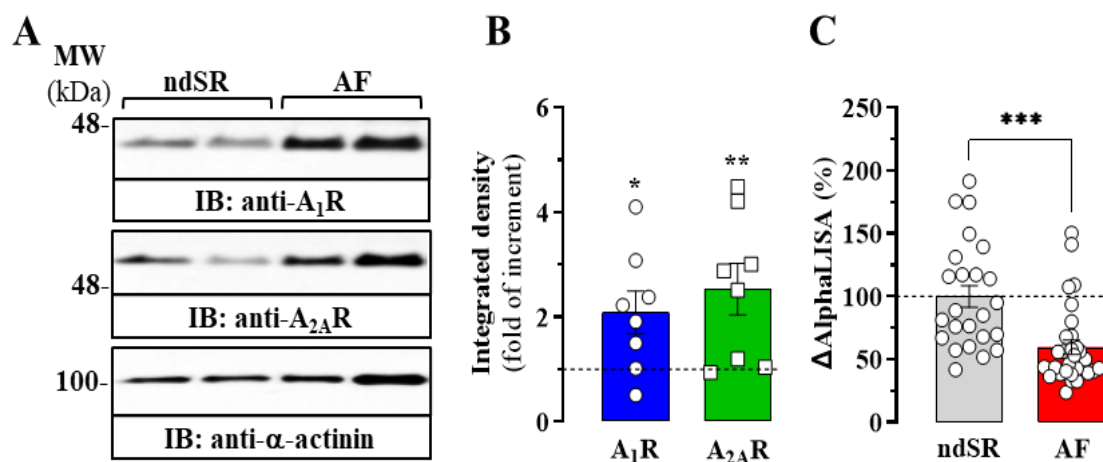 A
MW
(kDa)
ndSR AF
48-
IB: anti-A₁R
48-
IB: anti-A₂ₐR
100-
IB: anti-α-actinin
B
Integrated density
(fold of increment)
6
4
2
0
*
**
A₁R A₂ₐR
C
ΔAlphaLISA (%)
250
200
150
100
50
0
***
ndSR AF